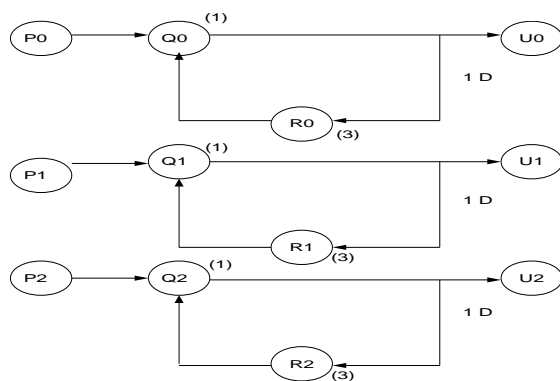 P0 Q0 (1) U0
1 D
R0 (3)
P1 Q1 (1) U1
1 D
R1 (3)
P2 Q2 (1) U2
1 D
R2 (3)